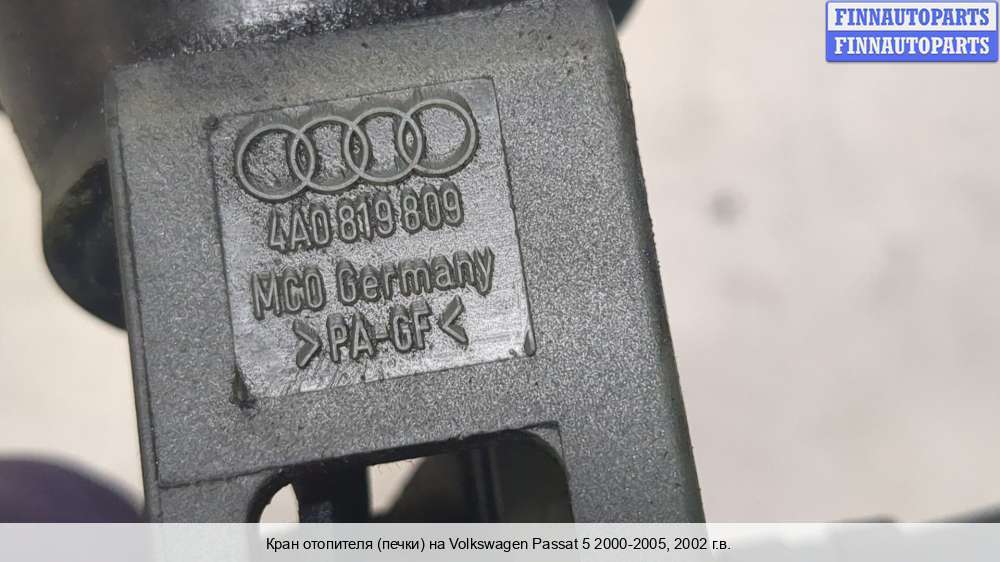 FINNAUTOPARTS
FINNAUTOPARTS
4A0 819 809
MCO Germany
>PA-GF<
Кран отопителя (печки) на Volkswagen Passat 5 2000-2005, 2002 г.в.